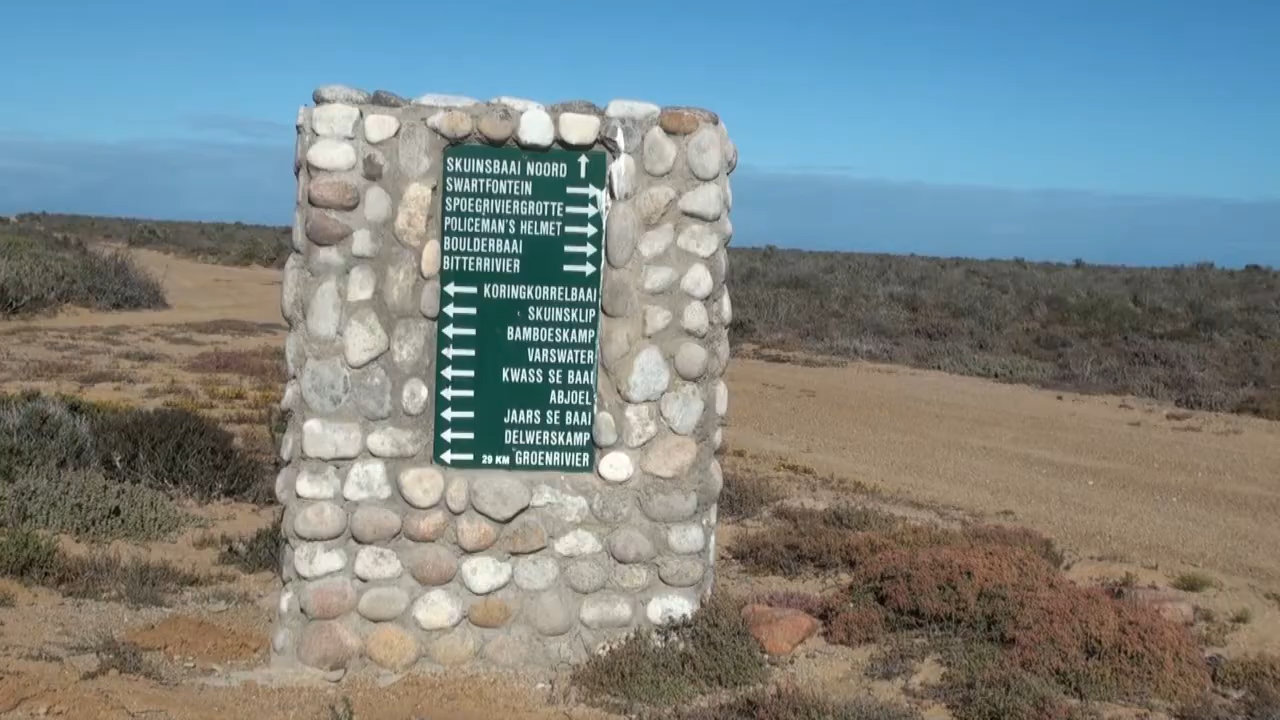 SKUINSBAAI NOORD ↑
SWARTFONTEIN →
SPOEGRIVIERGROTTE →
POLICEMAN'S HELMET →
BOULDERBAAI →
BITTERRIVIER →
← KORINGKORRELBAAI
← SKUINSKLIP
← BAMBOESKAMP
← VARSWATER
← KWASS SE BAAI
← ABJOEL
← JAARS SE BAAI
← DELWERSKAMP
← 29 KM GROENRIVIER